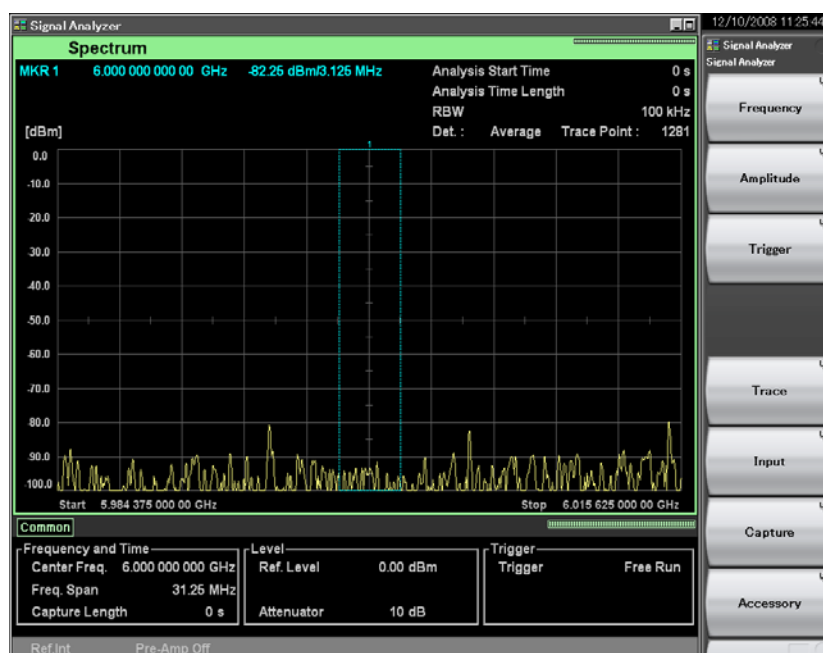 Signal Analyzer
12/10/2008 11:25:44
Spectrum
Signal Analyzer
Signal Analyzer
MKR 1 6.000 000 000 00 GHz -82.25 dBm/3.125 MHz
Analysis Start Time 0 s
Analysis Time Length 0 s
RBW 100 kHz
Det. : Average Trace Point : 1281
[dBm]
1
0.0
-10.0
-20.0
-30.0
-40.0
-50.0
-60.0
-70.0
-80.0
-90.0
-100.0
Start 5.984 375 000 00 GHz
Stop 6.015 625 000 00 GHz
Common
Frequency and Time
Center Freq. 6.000 000 000 GHz
Freq. Span 31.25 MHz
Capture Length 0 s
Level
Ref. Level 0.00 dBm
Attenuator 10 dB
Trigger
Trigger Free Run
Ref.Int Pre-Amp Off
Frequency
Amplitude
Trigger
Trace
Input
Capture
Accessory